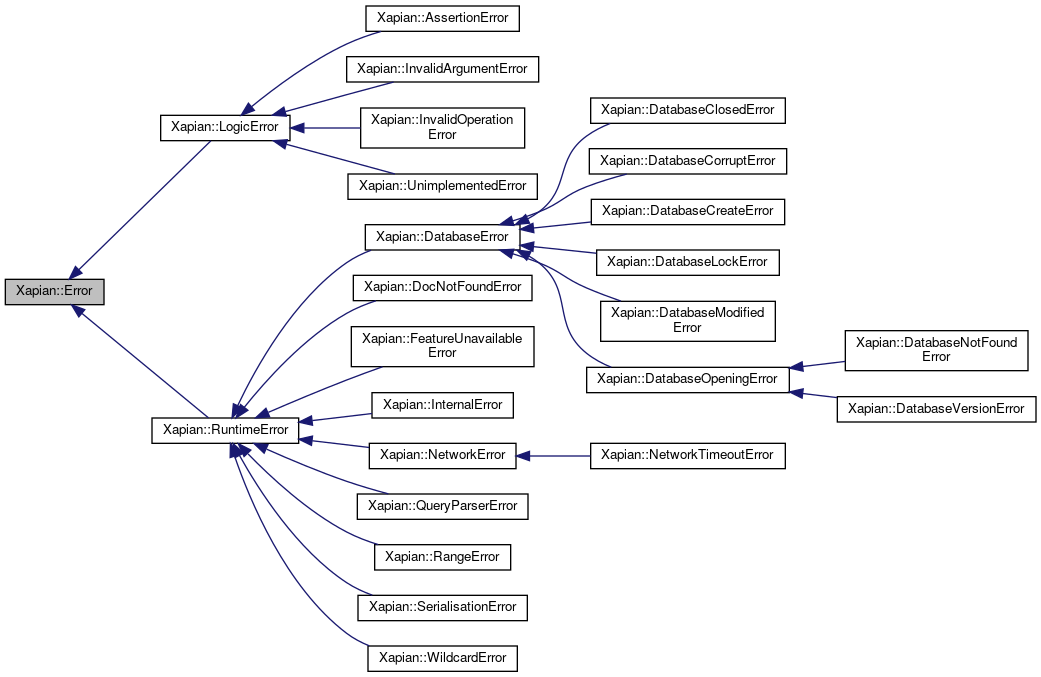 Xapian::AssertionError
Xapian::InvalidArgumentError
Xapian::LogicError
Xapian::InvalidOperation
Error
Xapian::UnimplementedError
Xapian::DatabaseClosedError
Xapian::DatabaseCorruptError
Xapian::DatabaseCreateError
Xapian::DatabaseError
Xapian::DatabaseLockError
Xapian::Error
Xapian::DocNotFoundError
Xapian::DatabaseModified
Error
Xapian::FeatureUnavailable
Error
Xapian::DatabaseOpeningError
Xapian::DatabaseNotFound
Error
Xapian::DatabaseVersionError
Xapian::InternalError
Xapian::RuntimeError
Xapian::NetworkError
Xapian::NetworkTimeoutError
Xapian::QueryParserError
Xapian::RangeError
Xapian::SerialisationError
Xapian::WildcardError